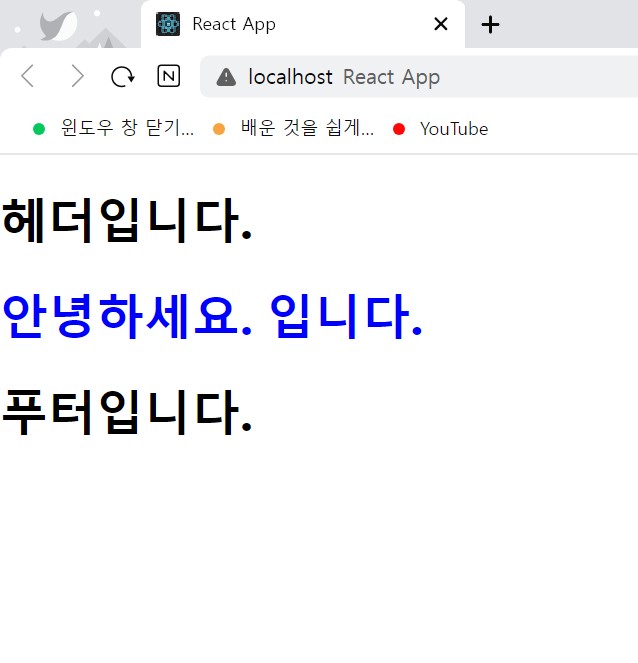 React App
localhost React App
윈도우 창 닫기... 배운 것을 쉽게... YouTube
헤더입니다.
안녕하세요. 입니다.
푸터입니다.